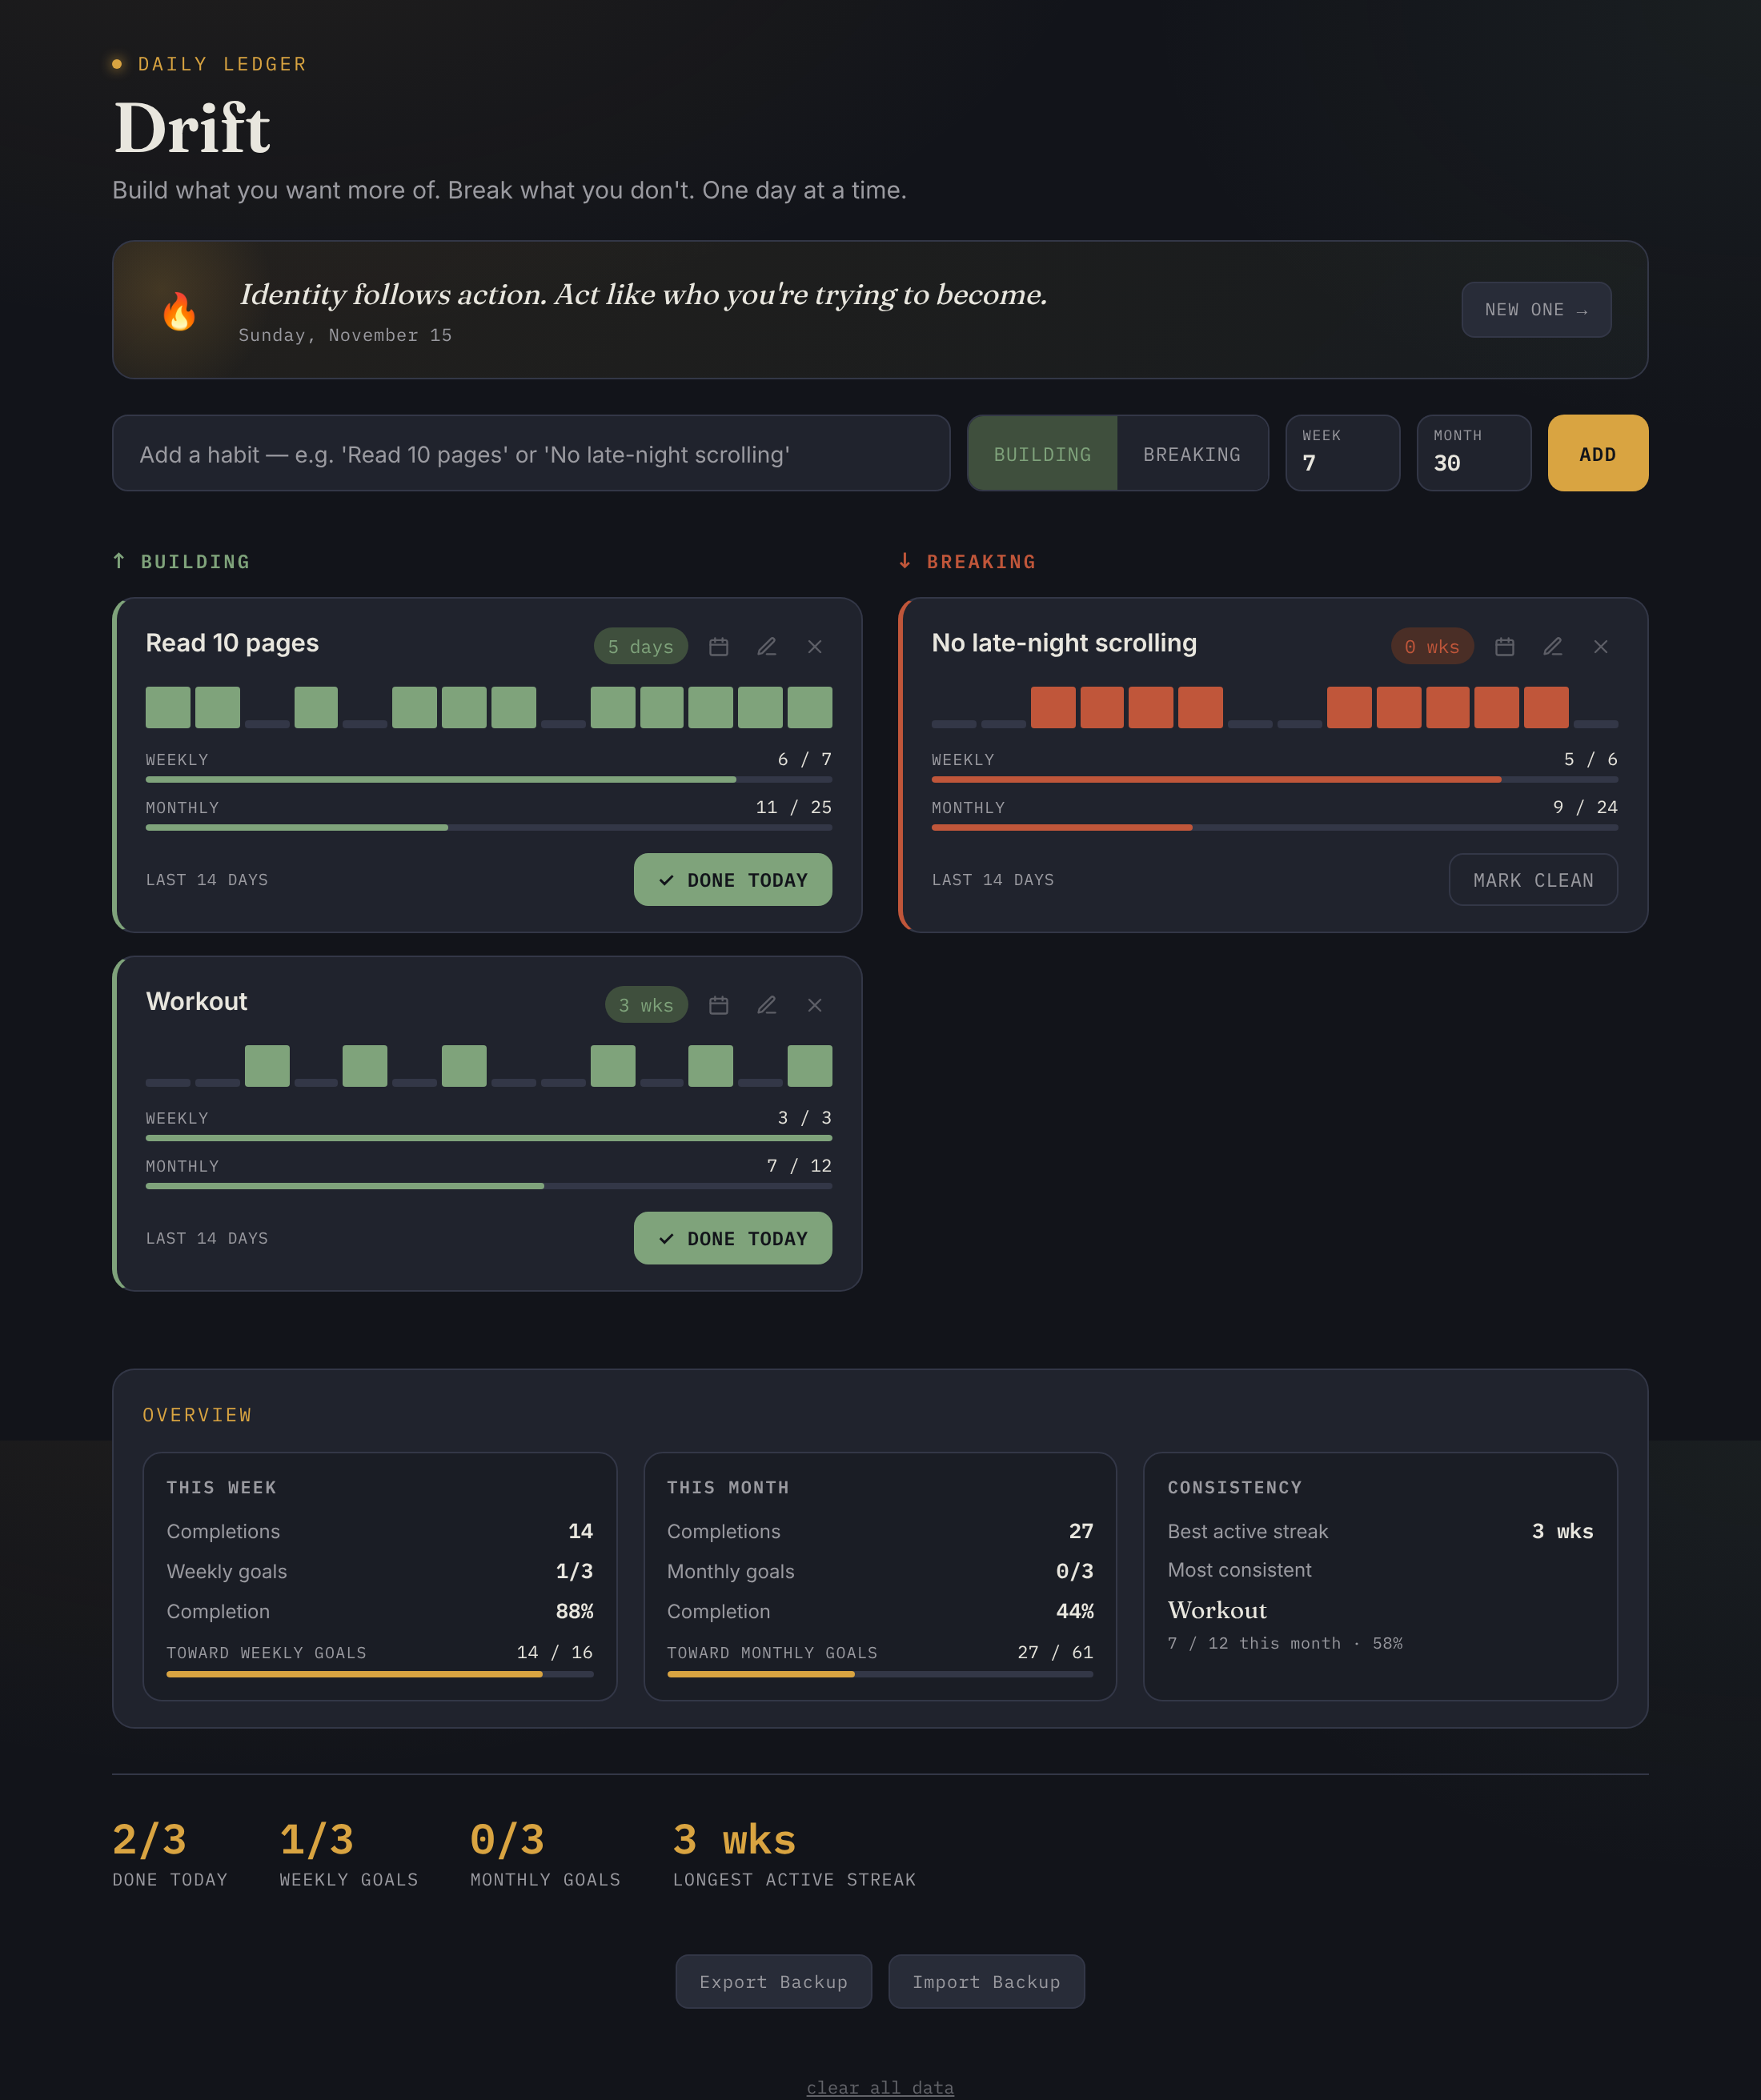 DAILY LEDGER
Drift
Build what you want more of. Break what you don't. One day at a time.
Identity follows action. Act like who you're trying to become.
Sunday, November 15
NEW ONE →
Add a habit — e.g. 'Read 10 pages' or 'No late-night scrolling'
BUILDING
BREAKING
WEEK
7
MONTH
30
ADD
↑ BUILDING
Read 10 pages
5 days
WEEKLY 6 / 7
MONTHLY 11 / 25
LAST 14 DAYS
✓ DONE TODAY
Workout
3 wks
WEEKLY 3 / 3
MONTHLY 7 / 12
LAST 14 DAYS
✓ DONE TODAY
↓ BREAKING
No late-night scrolling
0 wks
WEEKLY 5 / 6
MONTHLY 9 / 24
LAST 14 DAYS
MARK CLEAN
OVERVIEW
THIS WEEK
Completions 14
Weekly goals 1/3
Completion 88%
TOWARD WEEKLY GOALS 14 / 16
THIS MONTH
Completions 27
Monthly goals 0/3
Completion 44%
TOWARD MONTHLY GOALS 27 / 61
CONSISTENCY
Best active streak 3 wks
Most consistent
Workout
7 / 12 this month · 58%
2/3
DONE TODAY
1/3
WEEKLY GOALS
0/3
MONTHLY GOALS
3 wks
LONGEST ACTIVE STREAK
Export Backup
Import Backup
clear all data